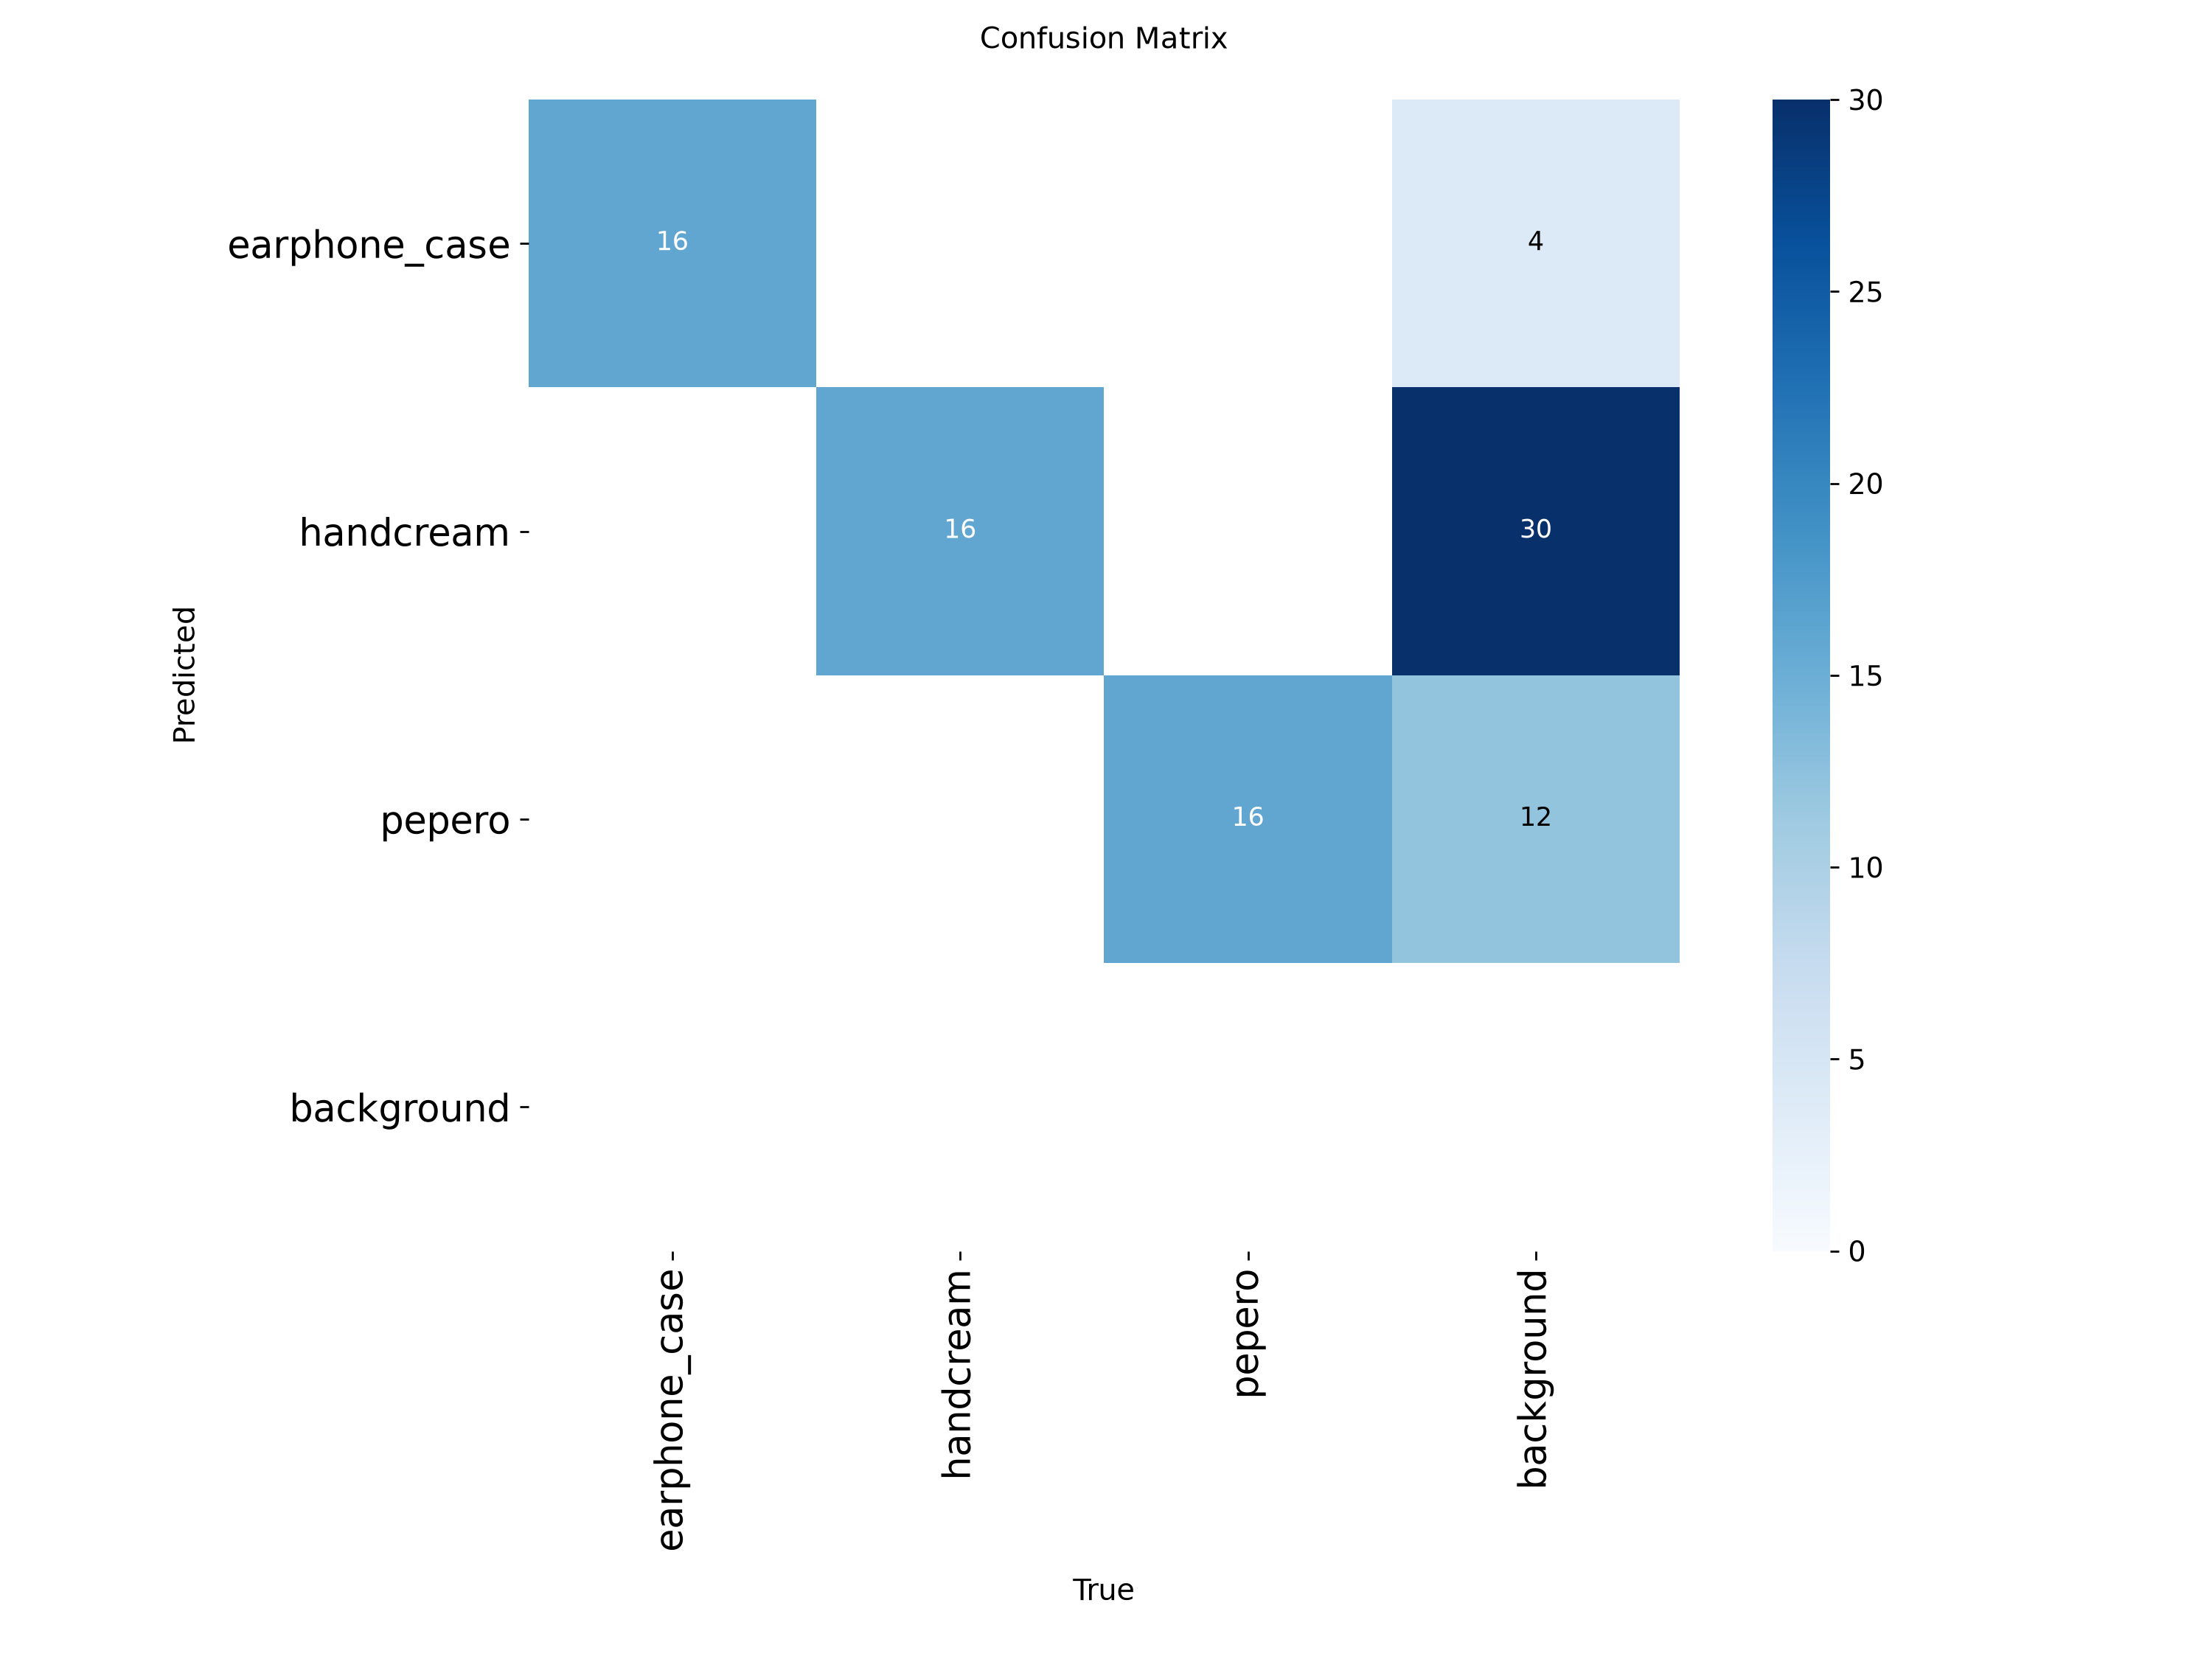 Confusion Matrix
earphone_case
handcream
pepero
background
Predicted
16
4
16
30
16
12
earphone_case
handcream
pepero
background
True
30
25
20
15
10
5
0